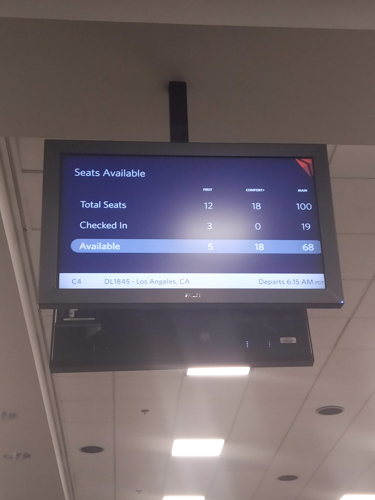 Seats Available
FIRST COMFORT+ MAIN
Total Seats 12 18 100
Checked In 3 0 19
Available 5 18 68
C4 DL1845 - Los Angeles, CA Departs 6:15 AM